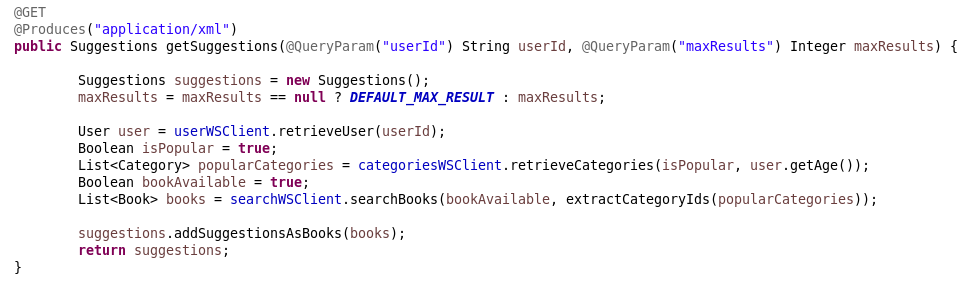 @GET
@Produces("application/xml")
public Suggestions getSuggestions(@QueryParam("userId") String userId, @QueryParam("maxResults") Integer maxResults) {
Suggestions suggestions = new Suggestions();
maxResults = maxResults == null ? DEFAULT_MAX_RESULT : maxResults;
User user = userWSClient.retrieveUser(userId);
Boolean isPopular = true;
List<Category> popularCategories = categoriesWSClient.retrieveCategories(isPopular, user.getAge());
Boolean bookAvailable = true;
List<Book> books = searchWSClient.searchBooks(bookAvailable, extractCategoryIds(popularCategories));
suggestions.addSuggestionsAsBooks(books);
return suggestions;
}